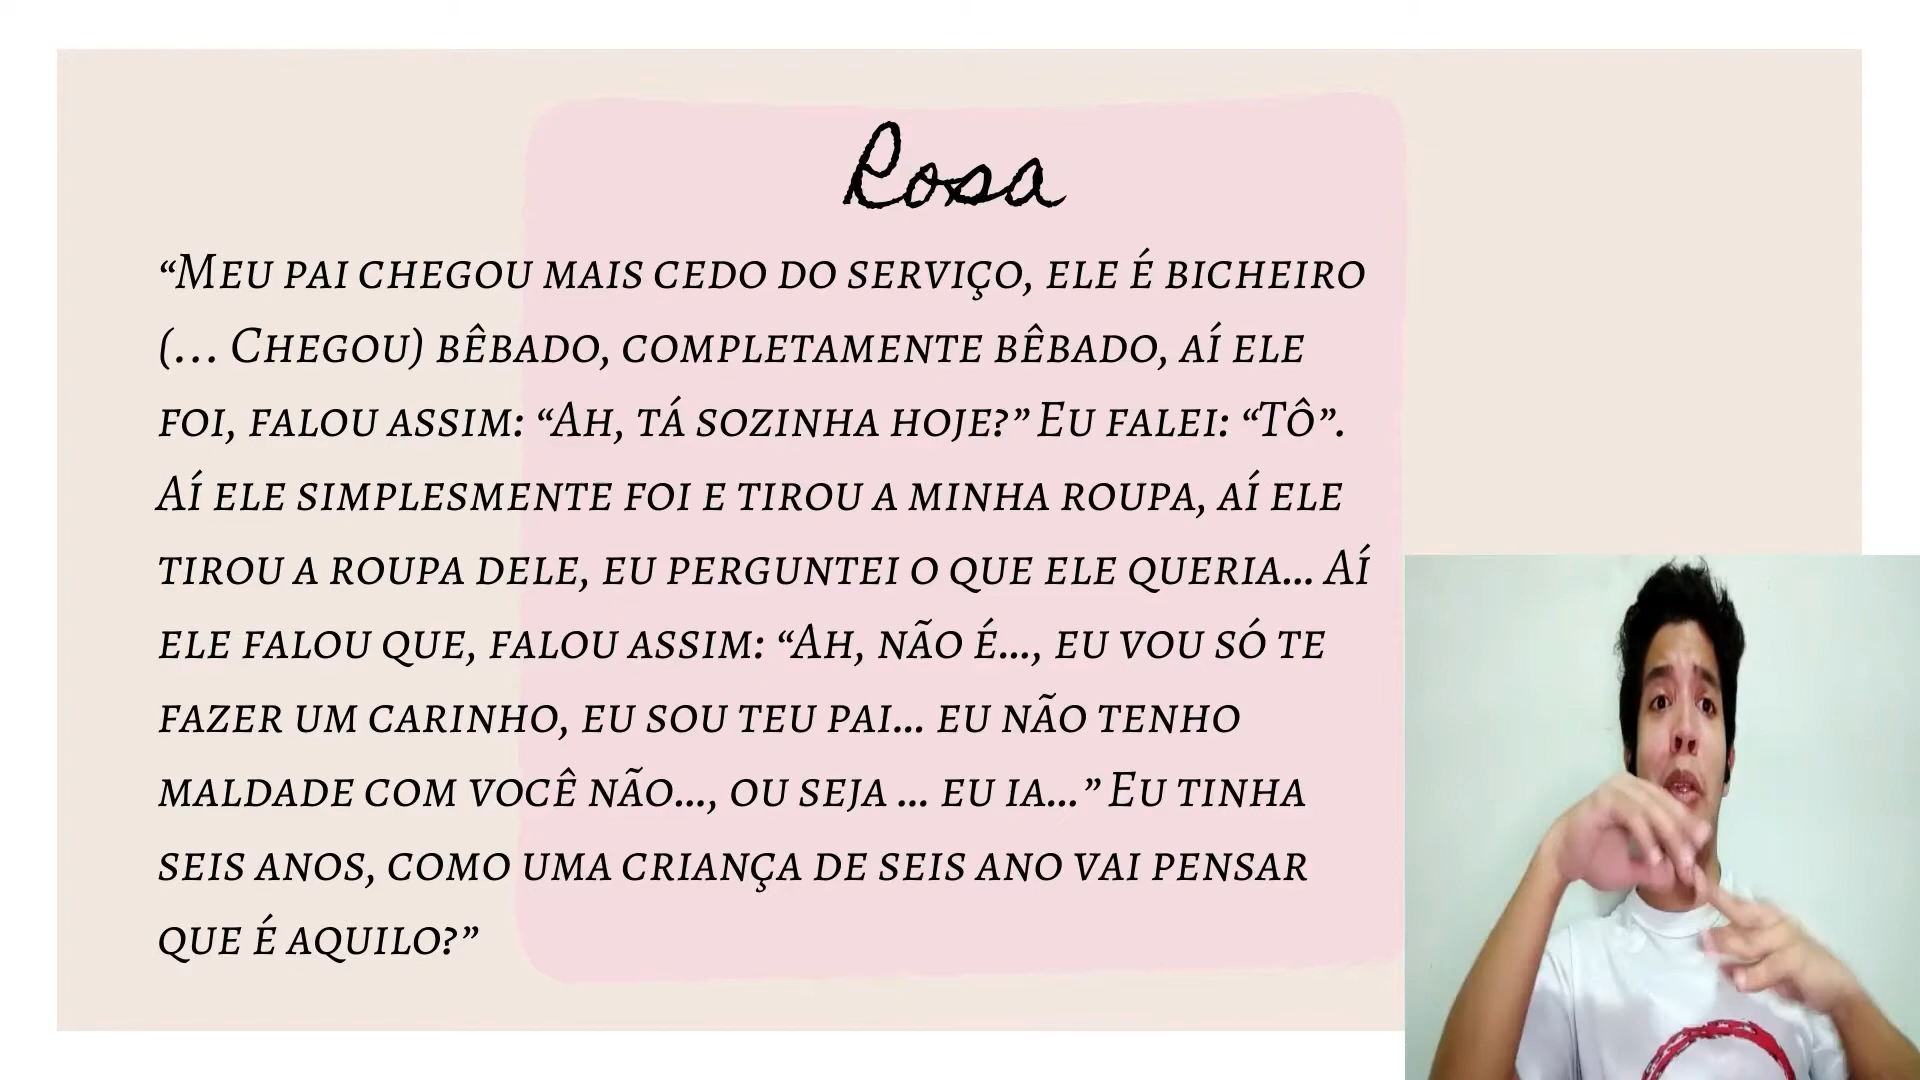 Rosa
“Meu pai chegou mais cedo do serviço, ele é bicheiro
(... Chegou) bêbado, completamente bêbado, aí ele
foi, falou assim: “Ah, tá sozinha hoje?” Eu falei: “Tô”.
Aí ele simplesmente foi e tirou a minha roupa, aí ele
tirou a roupa dele, eu perguntei o que ele queria... Aí
ele falou que, falou assim: “Ah, não é..., eu vou só te
fazer um carinho, eu sou teu pai... eu não tenho
maldade com você não..., ou seja ... eu ia...” Eu tinha
seis anos, como uma criança de seis ano vai pensar
que é aquilo?”